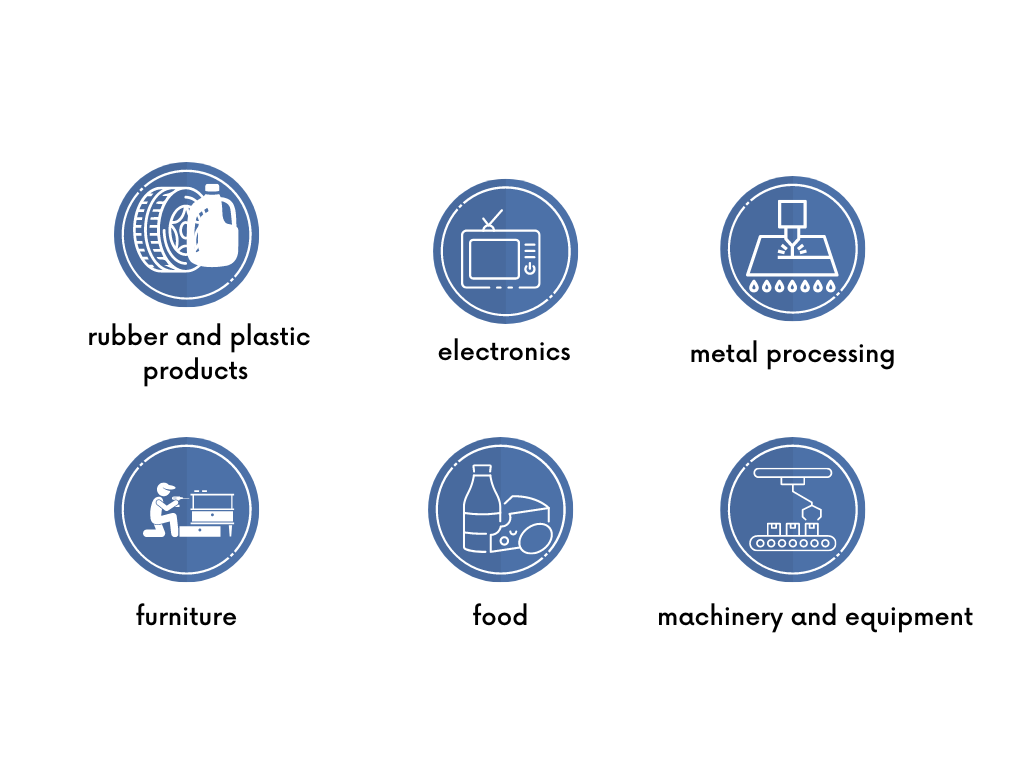 rubber and plastic
products
electronics
metal processing
furniture
food
machinery and equipment